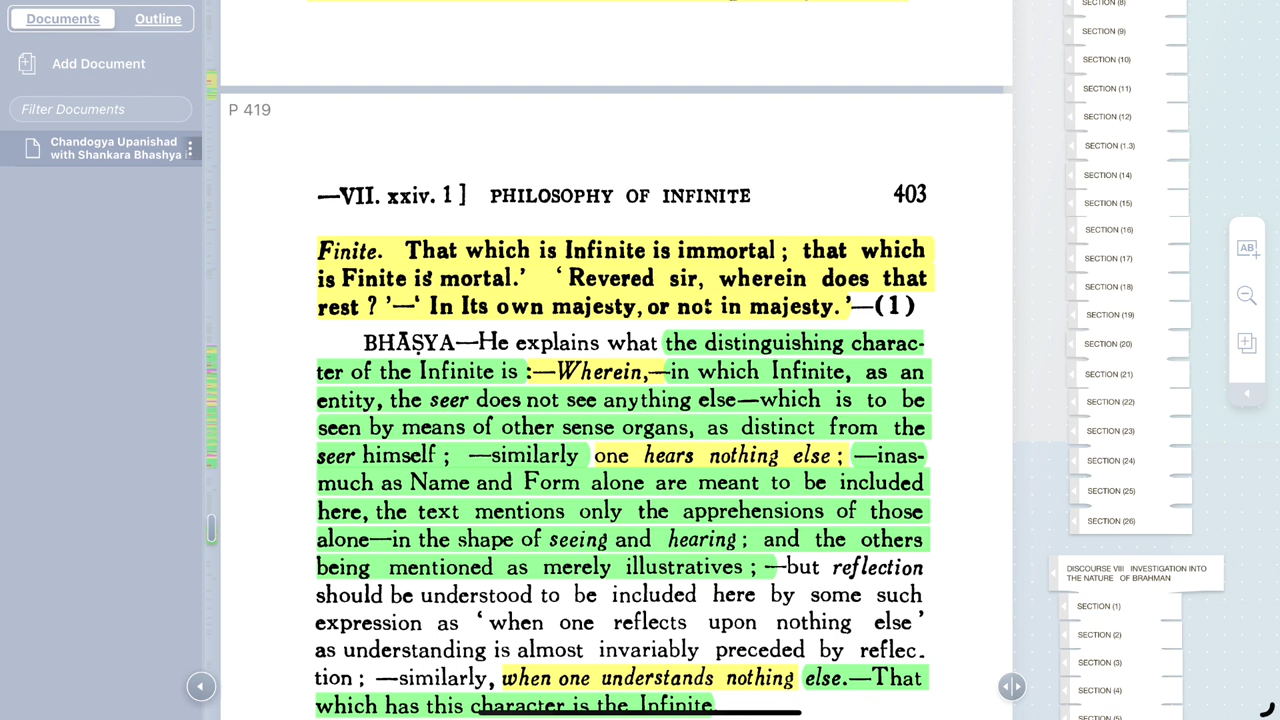 Documents
Outline
Add Document
Filter Documents
Chandogya Upanishad
with Shankara Bhashya
P 419
—VII. xxiv. 1 ] PHILOSOPHY OF INFINITE 403
Finite. That which is Infinite is immortal ; that which
is Finite is mortal.’ ‘ Revered sir, wherein does that
rest ? ’—‘ In Its own majesty, or not in majesty. ’—(1)
BHĀṢYA—He explains what the distinguishing charac-
ter of the Infinite is :—Wherein,—in which Infinite, as an
entity, the seer does not see anything else—which is to be
seen by means of other sense organs, as distinct from the
seer himself ; —similarly one hears nothing else ; —inas-
much as Name and Form alone are meant to be included
here, the text mentions only the apprehensions of those
alone—in the shape of seeing and hearing ; and the others
being mentioned as merely illustratives ; —but reflection
should be understood to be included here by some such
expression as ‘ when one reflects upon nothing else ’
as understanding is almost invariably preceded by reflec-
tion ; —similarly, when one understands nothing else.—That
which has this character is the Infinite.
SECTION (8)
SECTION (9)
SECTION (10)
SECTION (11)
SECTION (12)
SECTION (1.3)
SECTION (14)
SECTION (15)
SECTION (16)
SECTION (17)
SECTION (18)
SECTION (19)
SECTION (20)
SECTION (21)
SECTION (22)
SECTION (23)
SECTION (24)
SECTION (25)
SECTION (26)
DISCOURSE VIII INVESTIGATION INTO
THE NATURE OF BRAHMAN
SECTION (1)
SECTION (2)
SECTION (3)
SECTION (4)
SECTION (5)
AB